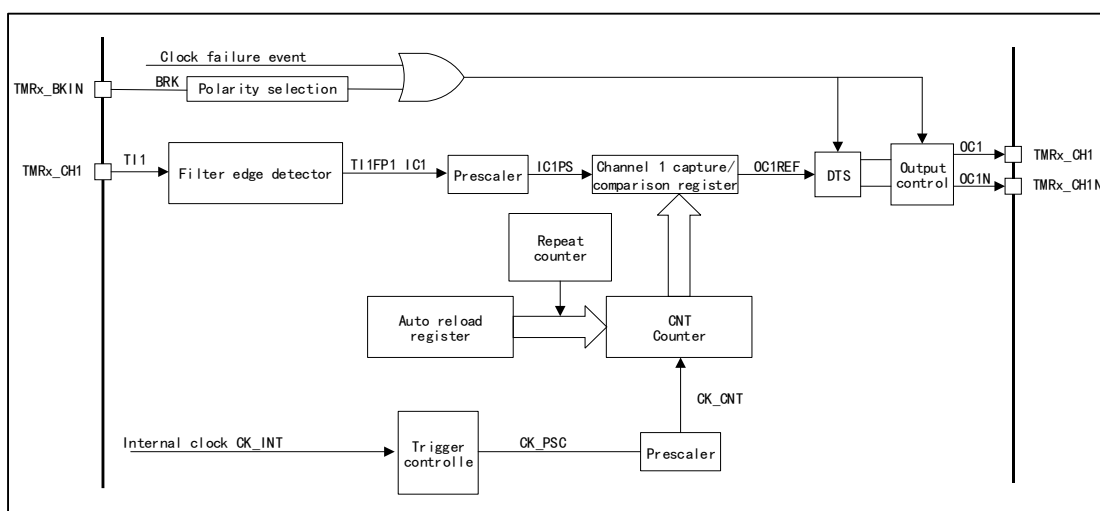 Clock failure event
TMRx_BKIN
BRK
Polarity selection
TMRx_CH1
TI1
Filter edge detector
TI1FP1 IC1
Prescaler
IC1PS
Channel 1 capture/
comparison register
OC1REF
DTS
Output
control
OC1
TMRx_CH1
OC1N
TMRx_CH1N
Repeat
counter
Auto reload
register
CNT
Counter
CK_CNT
Internal clock CK_INT
Trigger
controlle
CK_PSC
Prescaler